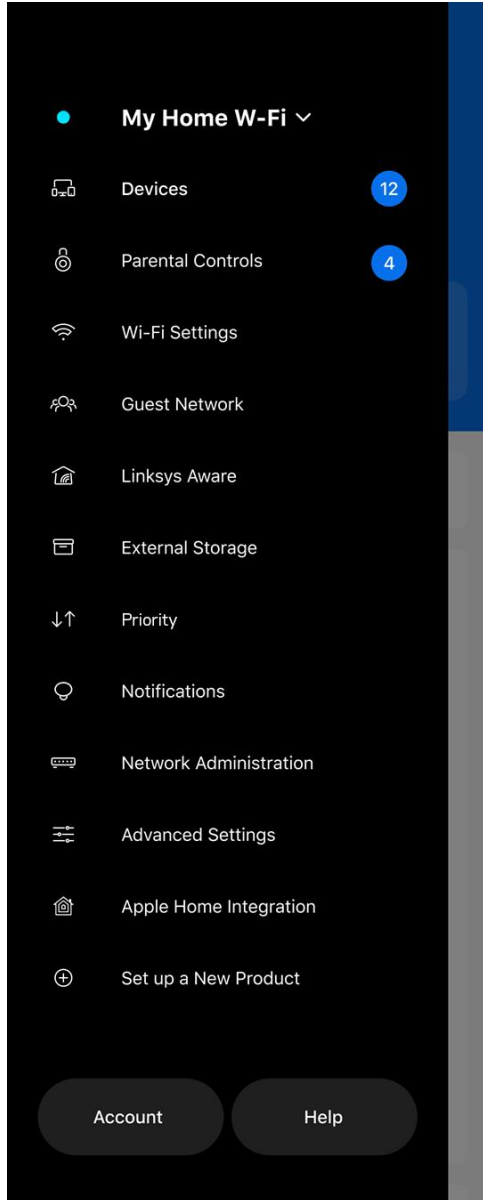 My Home W-Fi
Devices 12
Parental Controls 4
Wi-Fi Settings
Guest Network
Linksys Aware
External Storage
Priority
Notifications
Network Administration
Advanced Settings
Apple Home Integration
Set up a New Product
Account Help